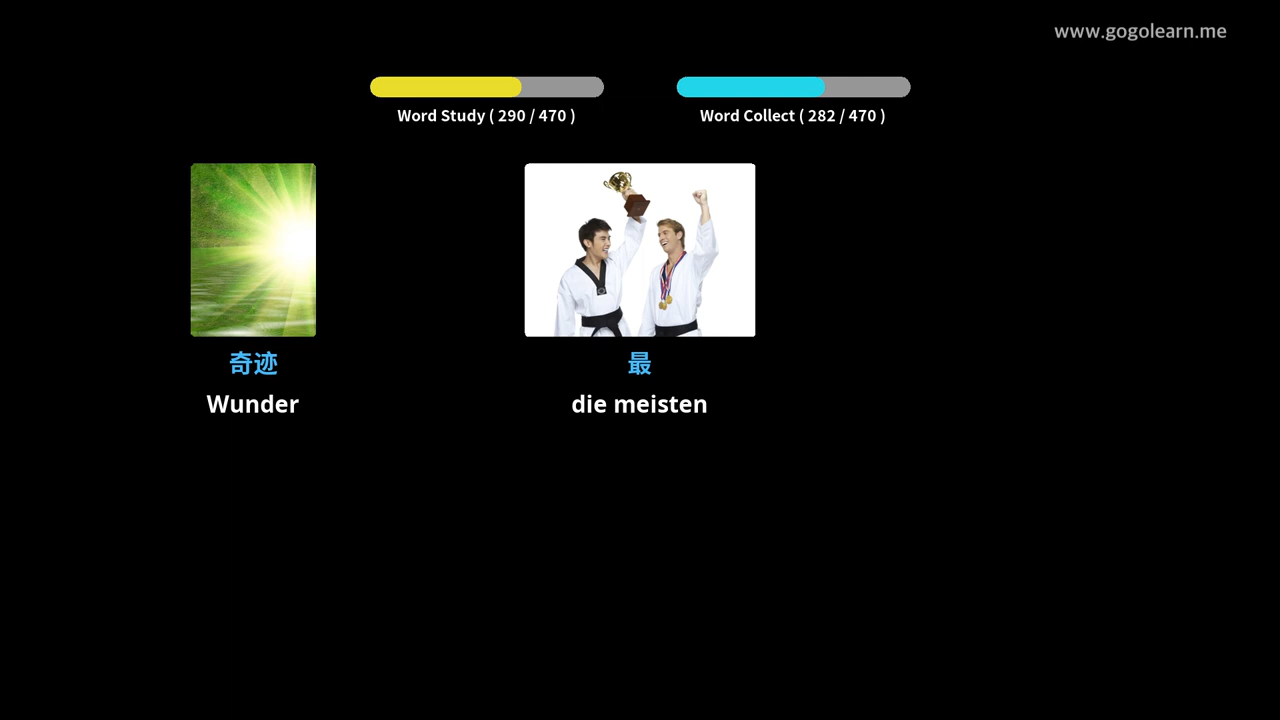 www.gogolearn.me
Word Study ( 290 / 470 )
Word Collect ( 282 / 470 )
奇迹
Wunder
最
die meisten